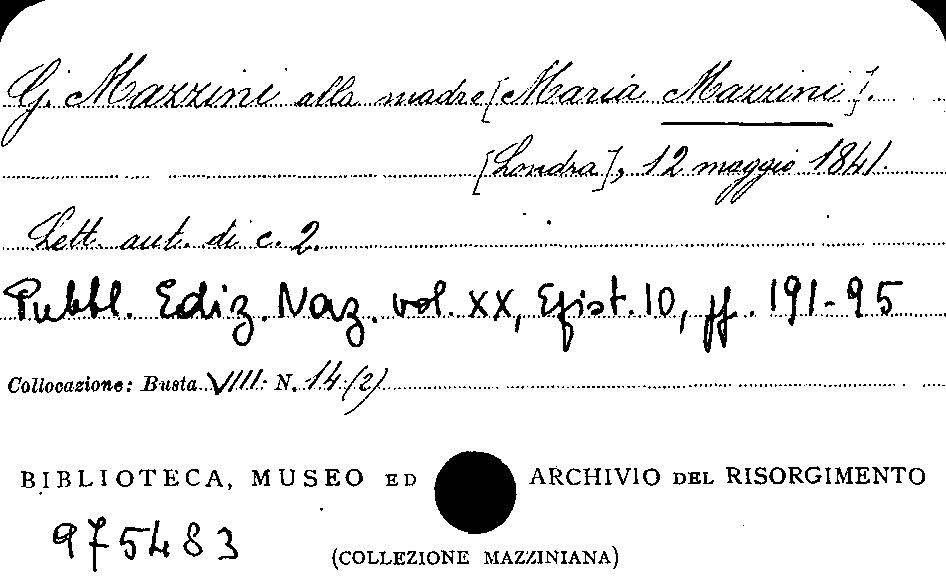 G. Mazzini alla madre [Maria Mazzini].
[Londra], 12 maggio 1841.
Lett. aut. di c. 2.
Pubbl. Ediz. Naz. vol. XX, Epist. 10, pp. 191-95
Collocazione: Busta VIII. N. 14 (2)
BIBLIOTECA, MUSEO ED ARCHIVIO DEL RISORGIMENTO
975483
(COLLEZIONE MAZZINIANA)